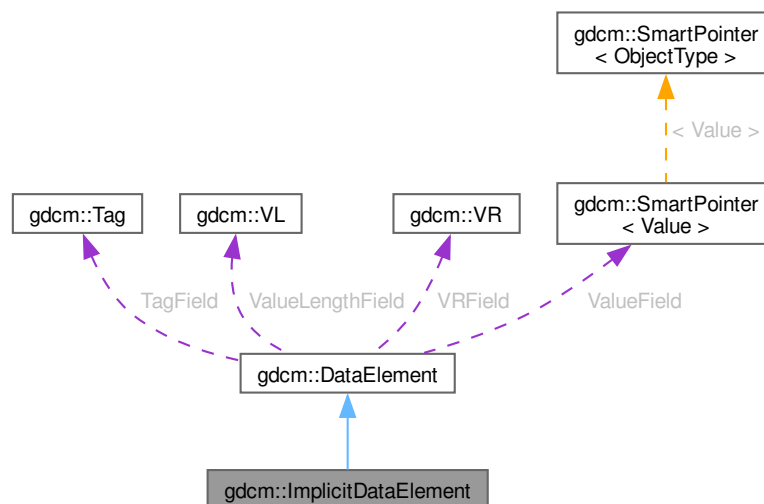 gdcm::SmartPointer
< ObjectType >
< Value >
gdcm::Tag
gdcm::VL
gdcm::VR
gdcm::SmartPointer
< Value >
TagField
ValueLengthField
VRField
ValueField
gdcm::DataElement
gdcm::ImplicitDataElement